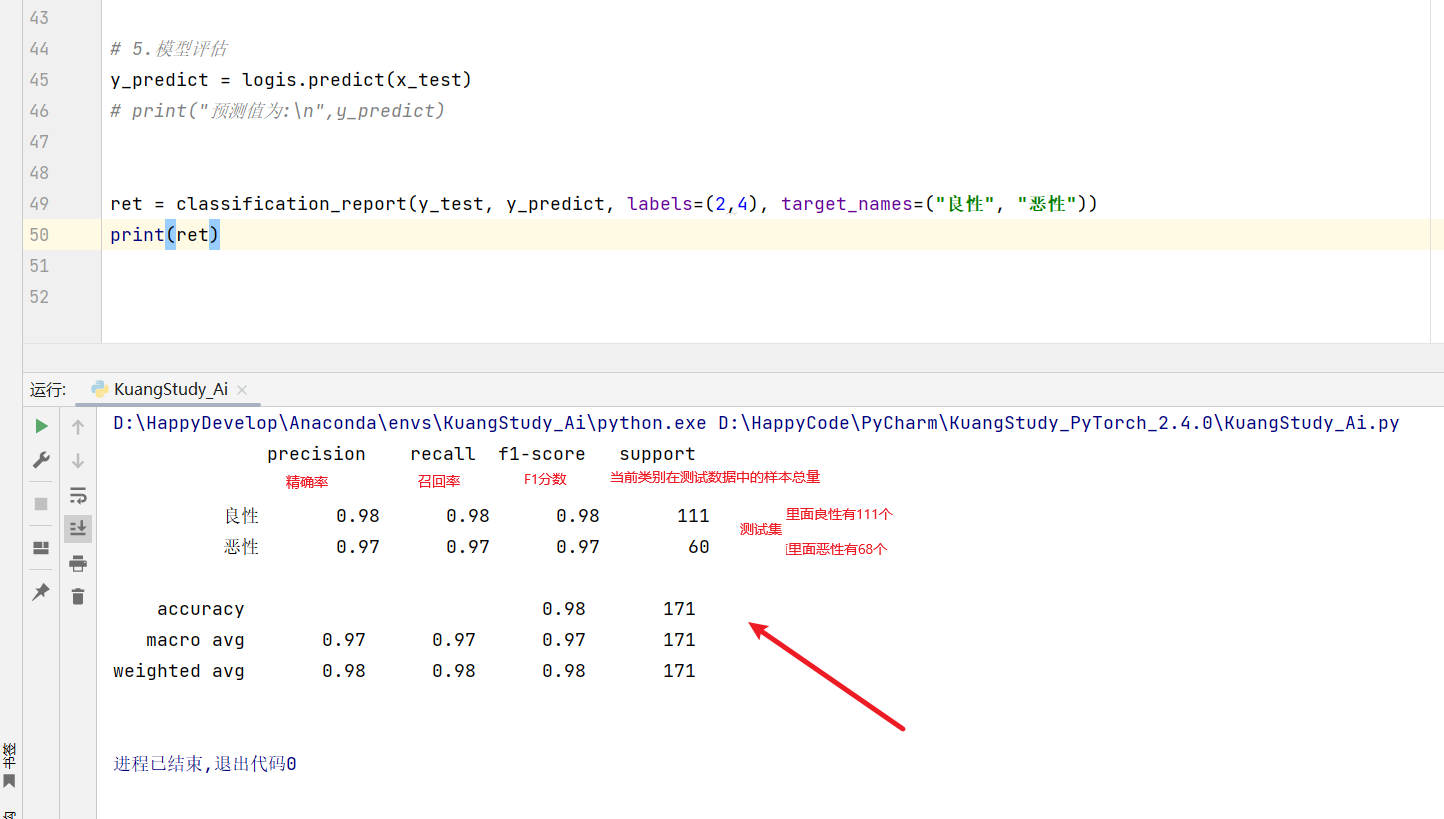 43
44 # 5.模型评估
45 y_predict = logis.predict(x_test)
46 # print("预测值为:\n",y_predict)
47
48
49 ret = classification_report(y_test, y_predict, labels=(2,4), target_names=("良性", "恶性"))
50 print(ret)
51
52
运行: KuangStudy_Ai
D:\HappyDevelop\Anaconda\envs\KuangStudy_Ai\python.exe D:\HappyCode\PyCharm\KuangStudy_PyTorch_2.4.0\KuangStudy_Ai.py
precision recall f1-score support
精确率 召回率 F1分数 当前类别在测试数据中的样本总量
良性 0.98 0.98 0.98 111 里面良性有111个
测试集
恶性 0.97 0.97 0.97 60 里面恶性有68个
accuracy 0.98 171
macro avg 0.97 0.97 0.97 171
weighted avg 0.98 0.98 0.98 171
进程已结束,退出代码0
书签